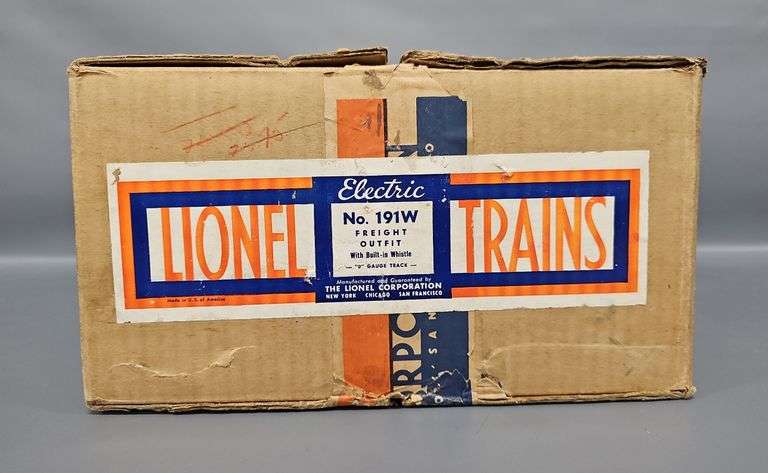 Electric
LIONEL
No. 191W
FREIGHT
OUTFIT
With Built-in Whistle
"O" GAUGE TRACK
Manufactured and Guaranteed by
THE LIONEL CORPORATION
NEW YORK CHICAGO SAN FRANCISCO
TRAINS
Made in U.S. of America
RPO
SAN